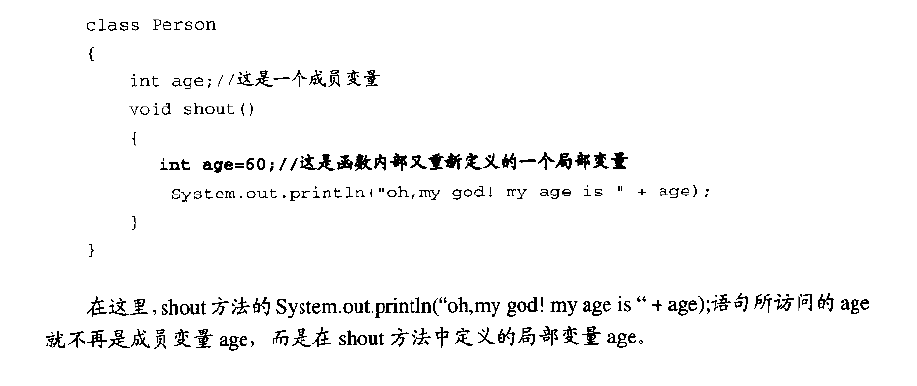 class Person
{
int age;//这是一个成员变量
void shout()
{
int age=60;//这是函数内部又重新定义的一个局部变量
System.out.println("oh,my god! my age is " + age);
}
}
在这里,shout 方法的 System.out.println(“oh,my god! my age is “ + age);语句所访问的 age
就不再是成员变量 age，而是在 shout 方法中定义的局部变量 age。